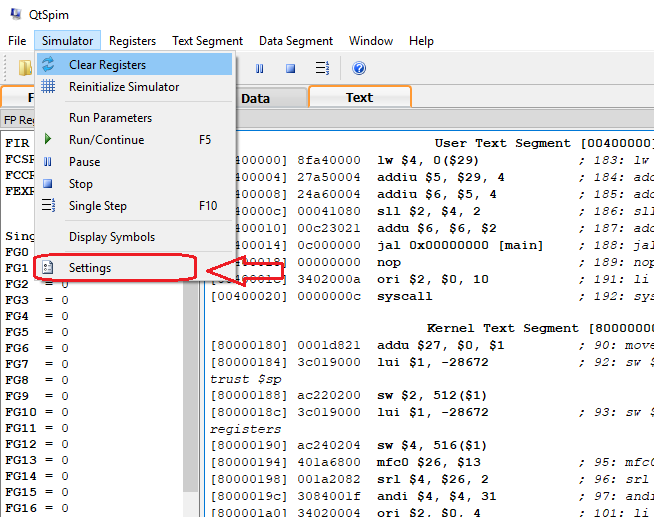 QtSpim
File Simulator Registers Text Segment Data Segment Window Help
Clear Registers
Reinitialize Simulator
Run Parameters
Run/Continue F5
Pause
Stop
Single Step F10
Display Symbols
Settings
F Data Text
FP Reg
FIR
FCSR
FCCR
FEXR
Sing
FG0
FG1
FG2 = 0
FG3 = 0
FG4 = 0
FG5 = 0
FG6 = 0
FG7 = 0
FG8 = 0
FG9 = 0
FG10 = 0
FG11 = 0
FG12 = 0
FG13 = 0
FG14 = 0
FG15 = 0
FG16 = 0
User Text Segment [00400000]
400000] 8fa40000 lw $4, 0($29) ; 183: lw
400004] 27a50004 addiu $5, $29, 4 ; 184: add
400008] 24a60004 addiu $6, $5, 4 ; 185: add
40000c] 00041080 sll $2, $4, 2 ; 186: sll
400010] 00c23021 addu $6, $6, $2 ; 187: add
400014] 0c000000 jal 0x00000000 [main] ; 188: jal
400018] 00000000 nop ; 189: nop
[0040001c] 3402000a ori $2, $0, 10 ; 191: li
[00400020] 0000000c syscall ; 192: sys
Kernel Text Segment [80000000
[80000180] 0001d821 addu $27, $0, $1 ; 90: move
[80000184] 3c019000 lui $1, -28672 ; 92: sw $
trust $sp
[80000188] ac220200 sw $2, 512($1)
[8000018c] 3c019000 lui $1, -28672 ; 93: sw $
registers
[80000190] ac240204 sw $4, 516($1)
[80000194] 401a6800 mfc0 $26, $13 ; 95: mfc0
[80000198] 001a2082 srl $4, $26, 2 ; 96: srl
[8000019c] 3084001f andi $4, $4, 31 ; 97: andi
[800001a0] 34020004 ori $2, $0, 4 ; 101: li